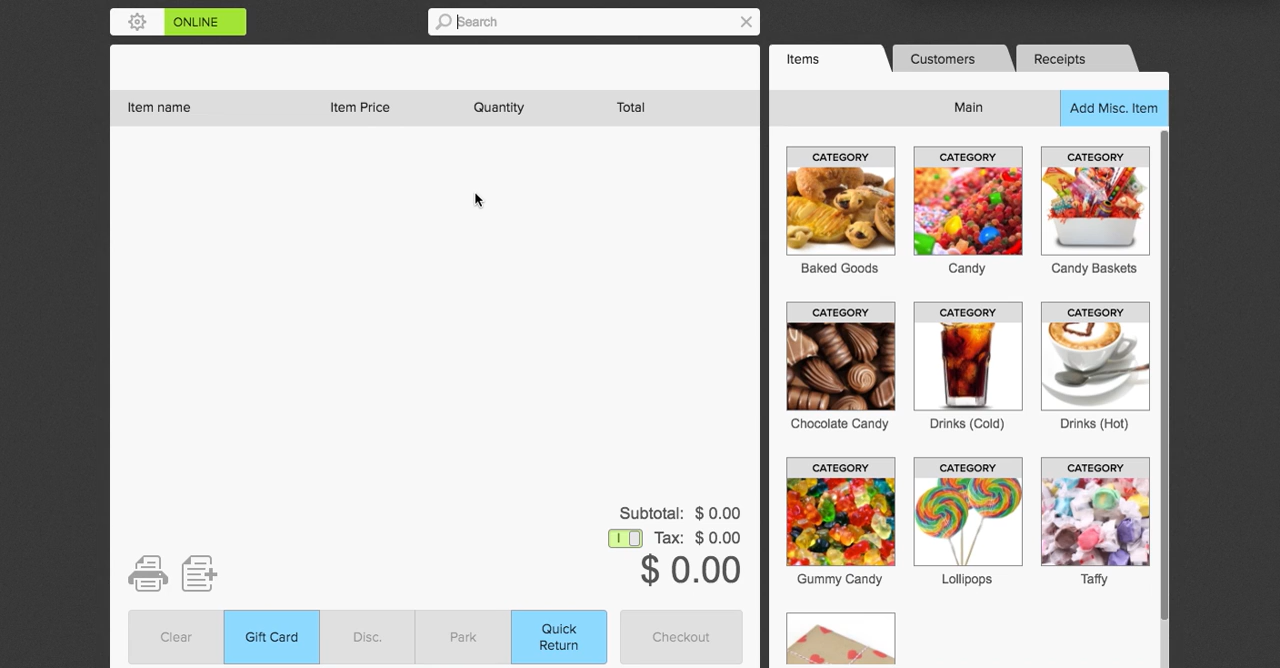 ONLINE
Search
Items
Customers
Receipts
Item name
Item Price
Quantity
Total
Main
Add Misc. Item
CATEGORY
CATEGORY
CATEGORY
Baked Goods
Candy
Candy Baskets
CATEGORY
CATEGORY
CATEGORY
Chocolate Candy
Drinks (Cold)
Drinks (Hot)
CATEGORY
CATEGORY
CATEGORY
Gummy Candy
Lollipops
Taffy
Subtotal: $ 0.00
Tax: $ 0.00
$ 0.00
Clear
Gift Card
Disc.
Park
Quick
Return
Checkout